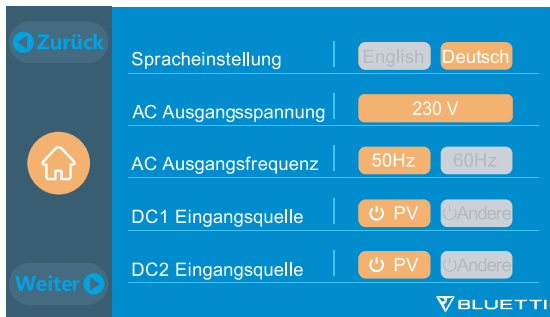 Zurück
Spracheinstellung English Deutsch
AC Ausgangsspannung 230 V
AC Ausgangsfrequenz 50Hz 60Hz
DC1 Eingangsquelle PV Andere
DC2 Eingangsquelle PV Andere
Weiter
BLUETTI